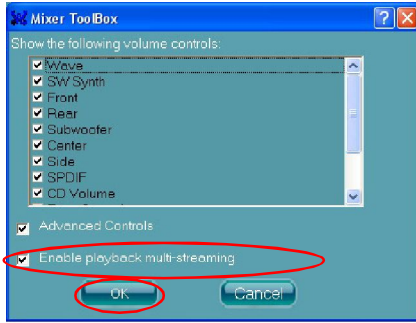 Mixer ToolBox
Show the following volume controls:
Wave
SW Synth
Front
Rear
Subwoofer
Center
Side
SPDIF
CD Volume
Advanced Controls
Enable playback multi-streaming
OK
Cancel